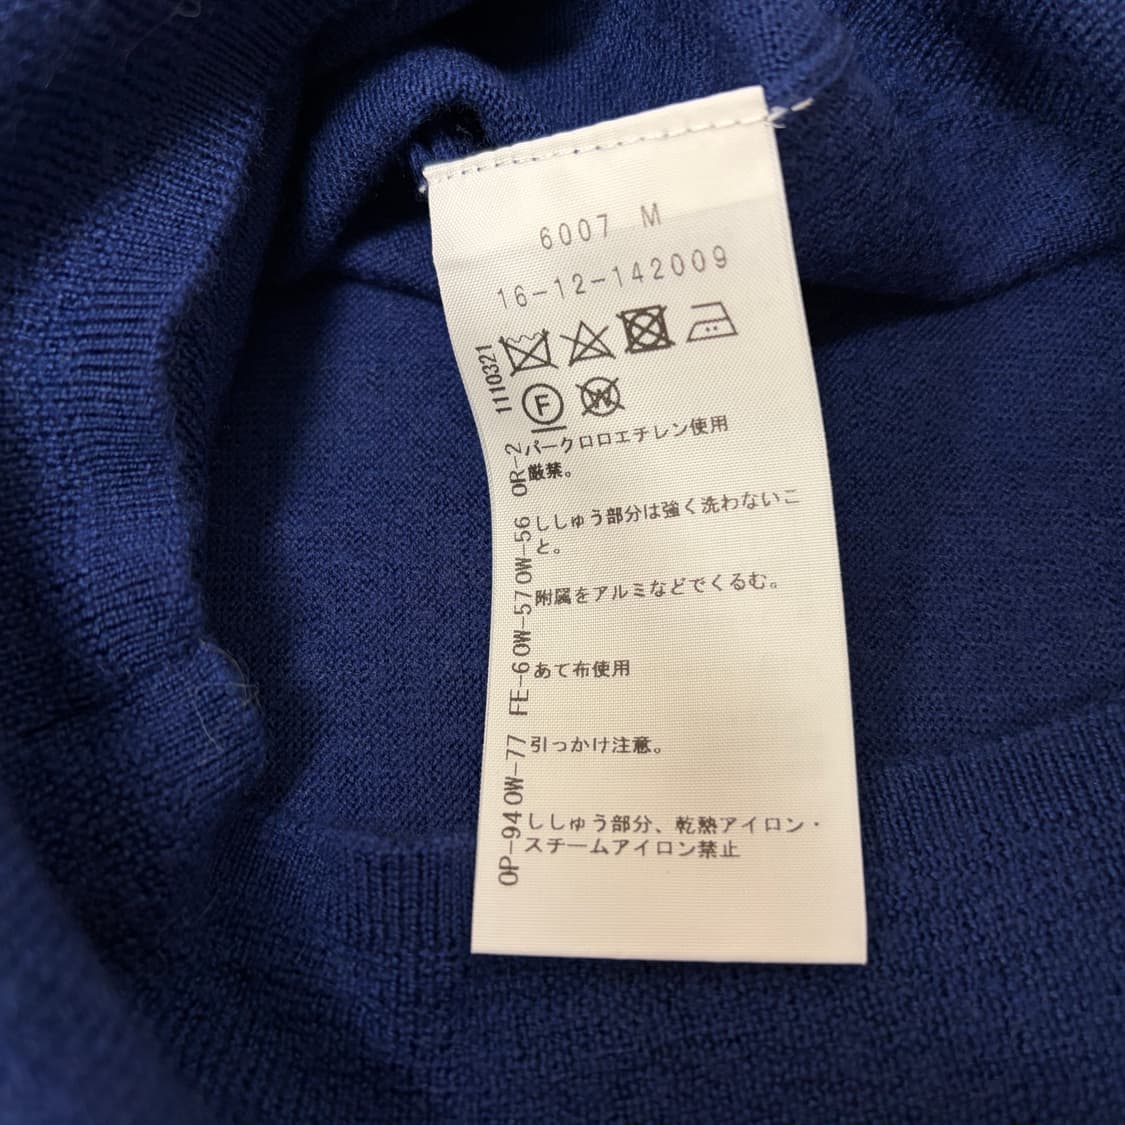 6007 M
16-12-142009
1110321
F
W
OR-2
パークロロエチレン使用
厳禁。
OW-56
ししゅう部分は強く洗わないこ
と。
OW-57
附属をアルミなどでくるむ。
FE-6
あて布使用
OW-77
引っかけ注意。
OP-94
ししゅう部分、乾熱アイロン・
スチームアイロン禁止